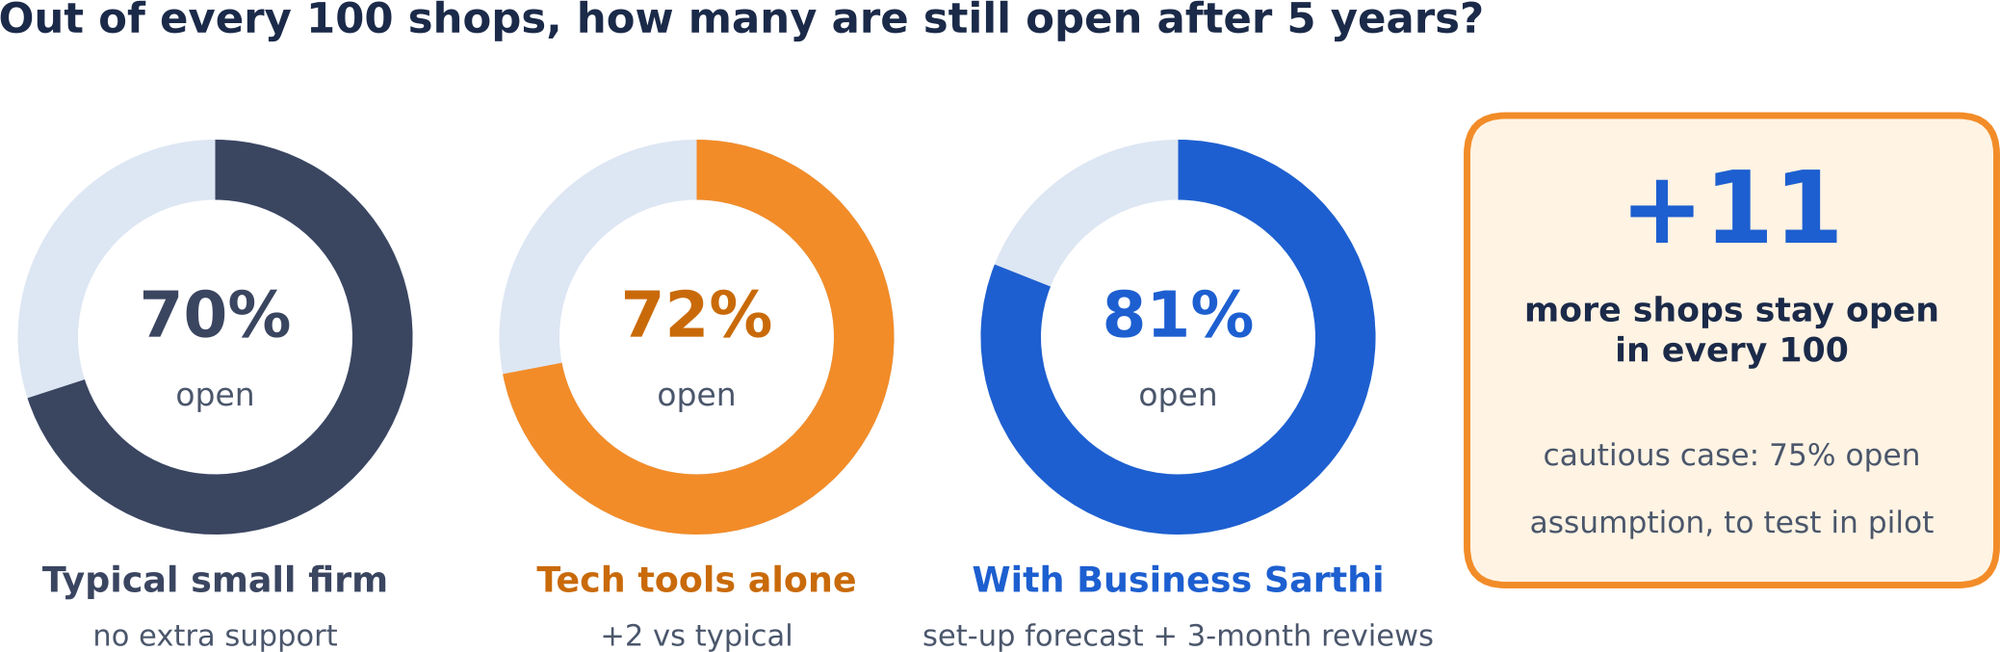 Out of every 100 shops, how many are still open after 5 years?
70%
open
Typical small firm
no extra support
72%
open
Tech tools alone
+2 vs typical
81%
open
With Business Sarthi
set-up forecast + 3-month reviews
+11
more shops stay open
in every 100
cautious case: 75% open
assumption, to test in pilot